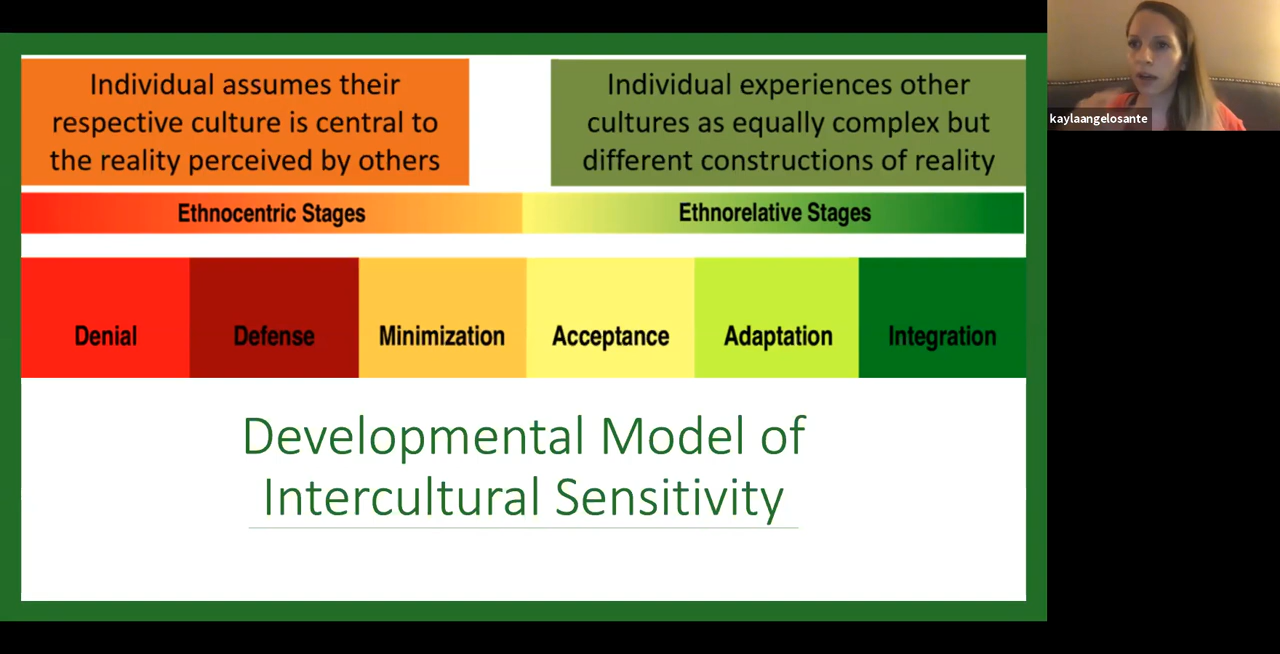 Individual assumes their
respective culture is central to
the reality perceived by others
Individual experiences other
cultures as equally complex but
different constructions of reality
Ethnocentric Stages
Ethnorelative Stages
Denial
Defense
Minimization
Acceptance
Adaptation
Integration
Developmental Model of
Intercultural Sensitivity
kaylaangelosante